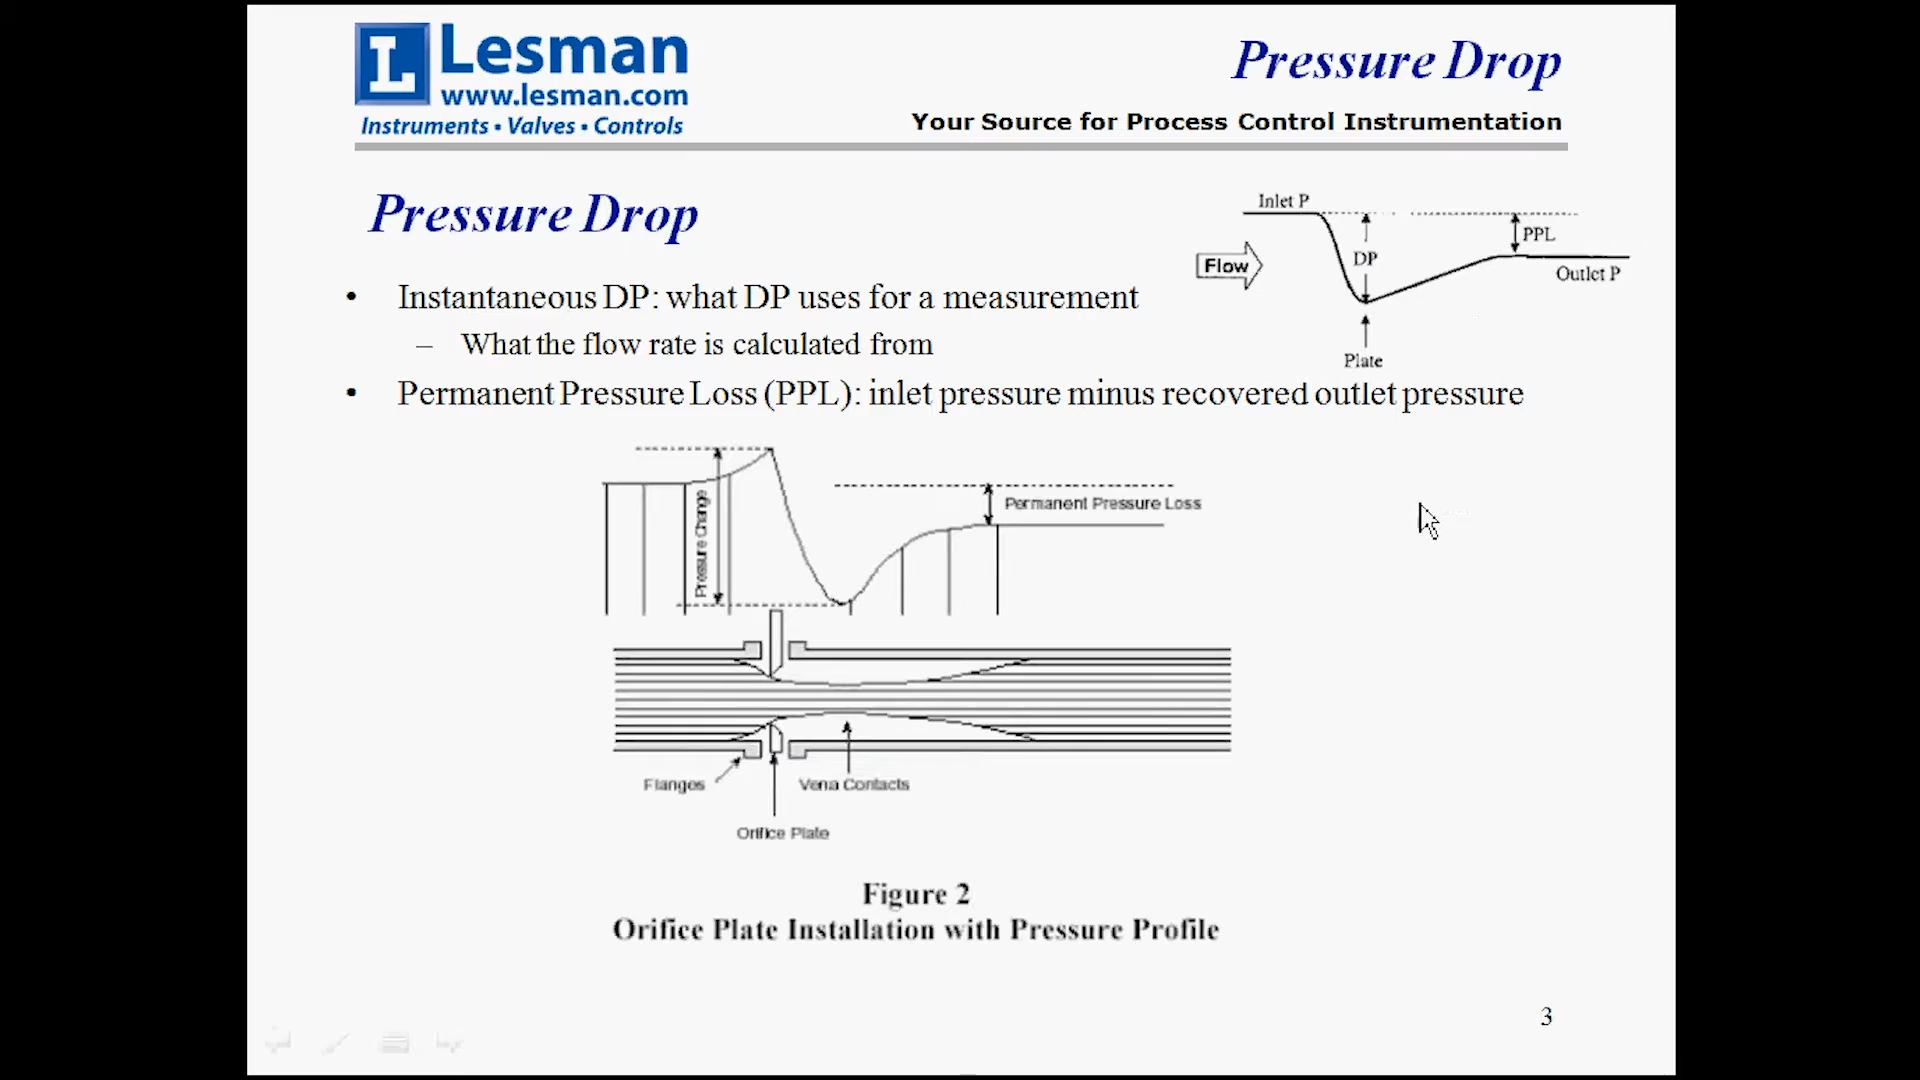 Lesman
www.lesman.com
Instruments • Valves • Controls
Pressure Drop
Your Source for Process Control Instrumentation
Pressure Drop
• Instantaneous DP: what DP uses for a measurement
– What the flow rate is calculated from
• Permanent Pressure Loss (PPL): inlet pressure minus recovered outlet pressure
Inlet P
Flow
DP
PPL
Outlet P
Plate
Pressure Change
Permanent Pressure Loss
Flanges
Vena Contacts
Orifice Plate
Figure 2
Orifice Plate Installation with Pressure Profile
3